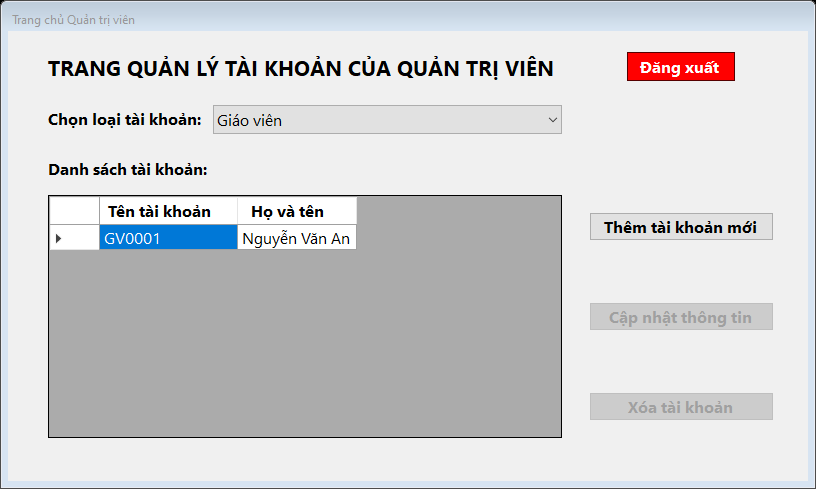 Trang chủ Quản trị viên
TRANG QUẢN LÝ TÀI KHOẢN CỦA QUẢN TRỊ VIÊN
Đăng xuất
Chọn loại tài khoản:
Giáo viên
Danh sách tài khoản:
Tên tài khoản Họ và tên
GV0001 Nguyễn Văn An
Thêm tài khoản mới
Cập nhật thông tin
Xóa tài khoản